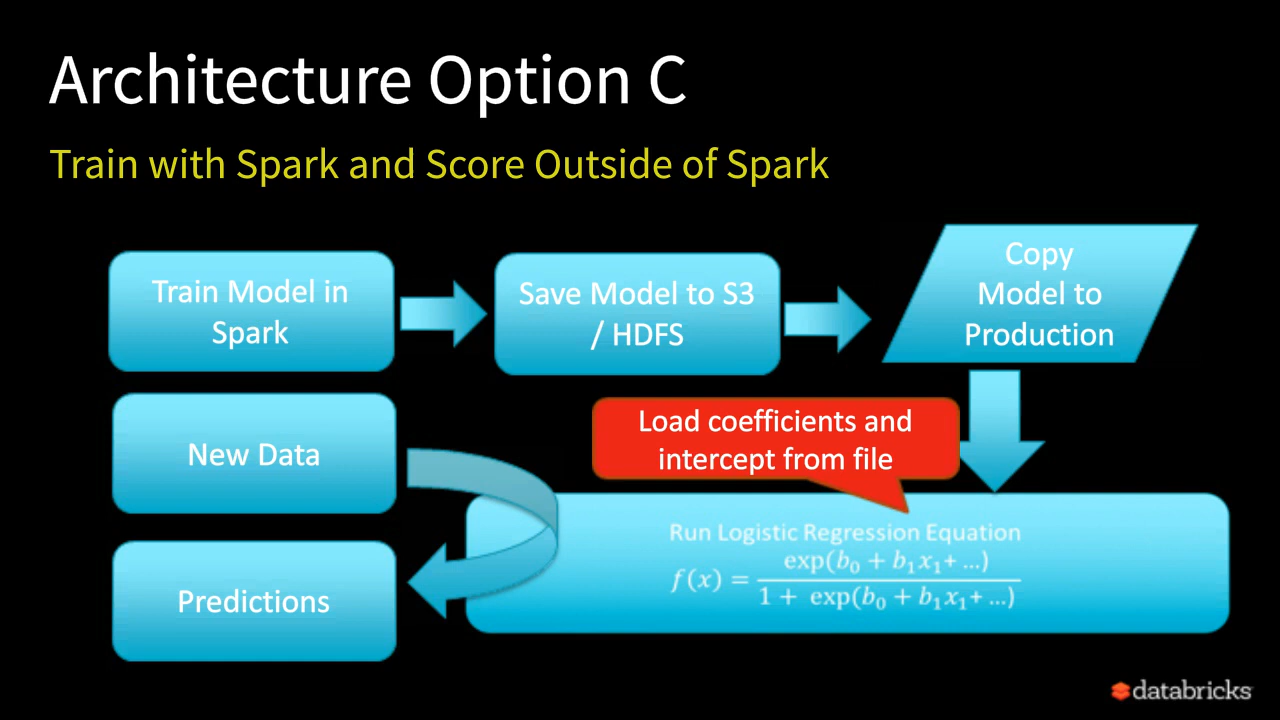 Architecture Option C
Train with Spark and Score Outside of Spark
Train Model in
Spark
Save Model to S3
/ HDFS
Copy
Model to
Production
New Data
Load coefficients and
intercept from file
Run Logistic Regression Equation
f(x) = exp(b₀ + b₁x₁+ ...) / 1 + exp(b₀ + b₁x₁+ ...)
Predictions
databricks